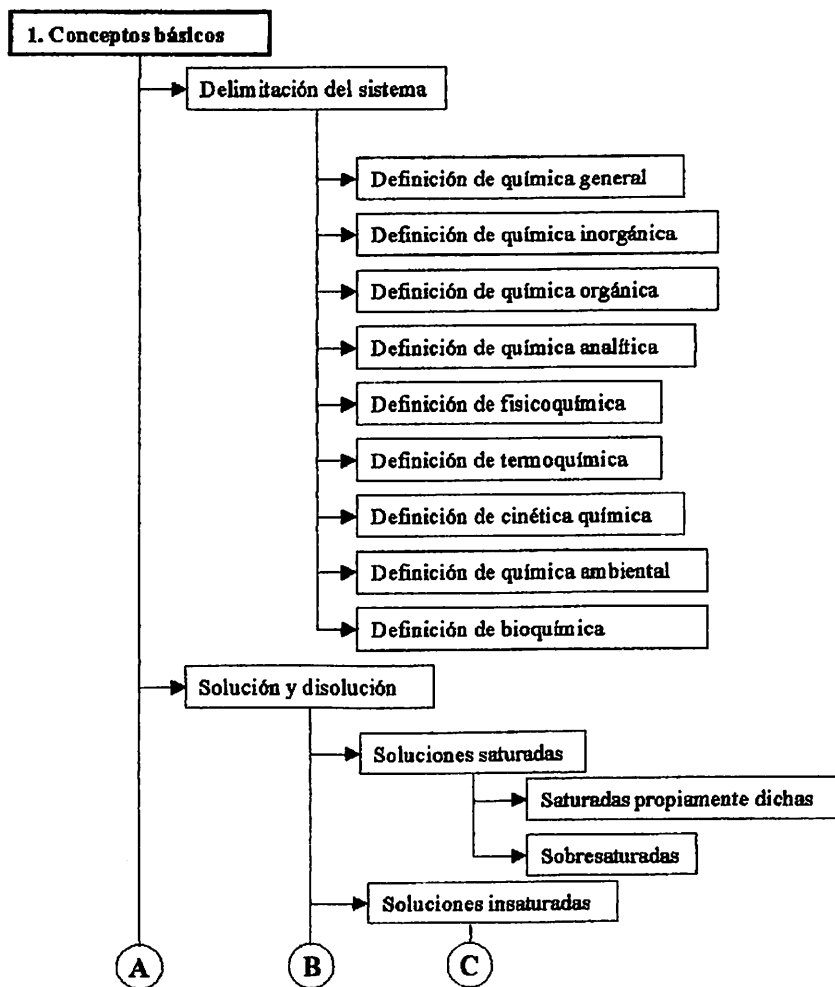 1. Conceptos básicos
Delimitación del sistema
Definición de química general
Definición de química inorgánica
Definición de química orgánica
Definición de química analítica
Definición de fisicoquímica
Definición de termoquímica
Definición de cinética química
Definición de química ambiental
Definición de bioquímica
Solución y disolución
Soluciones saturadas
Saturadas propiamente dichas
Sobresaturadas
Soluciones insaturadas
A
B
C